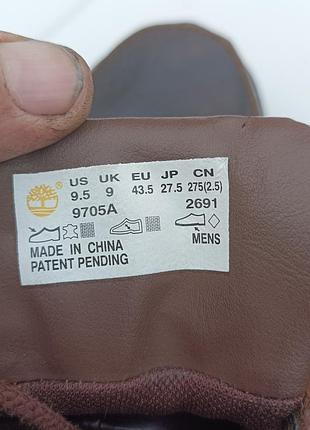 US UK EU JP CN
9.5 9 43.5 27.5 275(2.5)
9705A 2691
MENS
MADE IN CHINA
PATENT PENDING